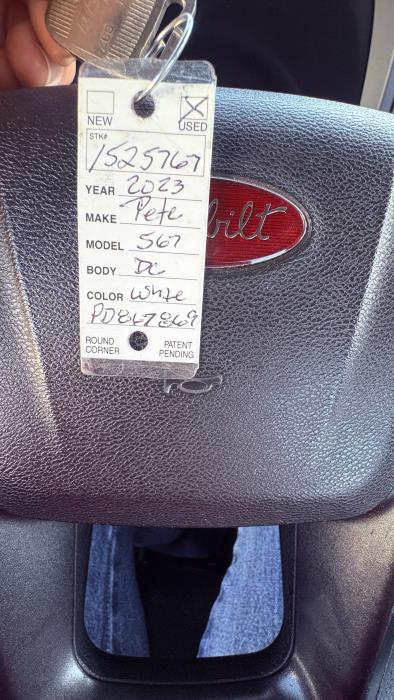 NEW
USED
STK#
1525767
YEAR 2023
MAKE Pete
MODEL 567
BODY DC
COLOR White
PD867869
ROUND CORNER
PATENT PENDING
bilt